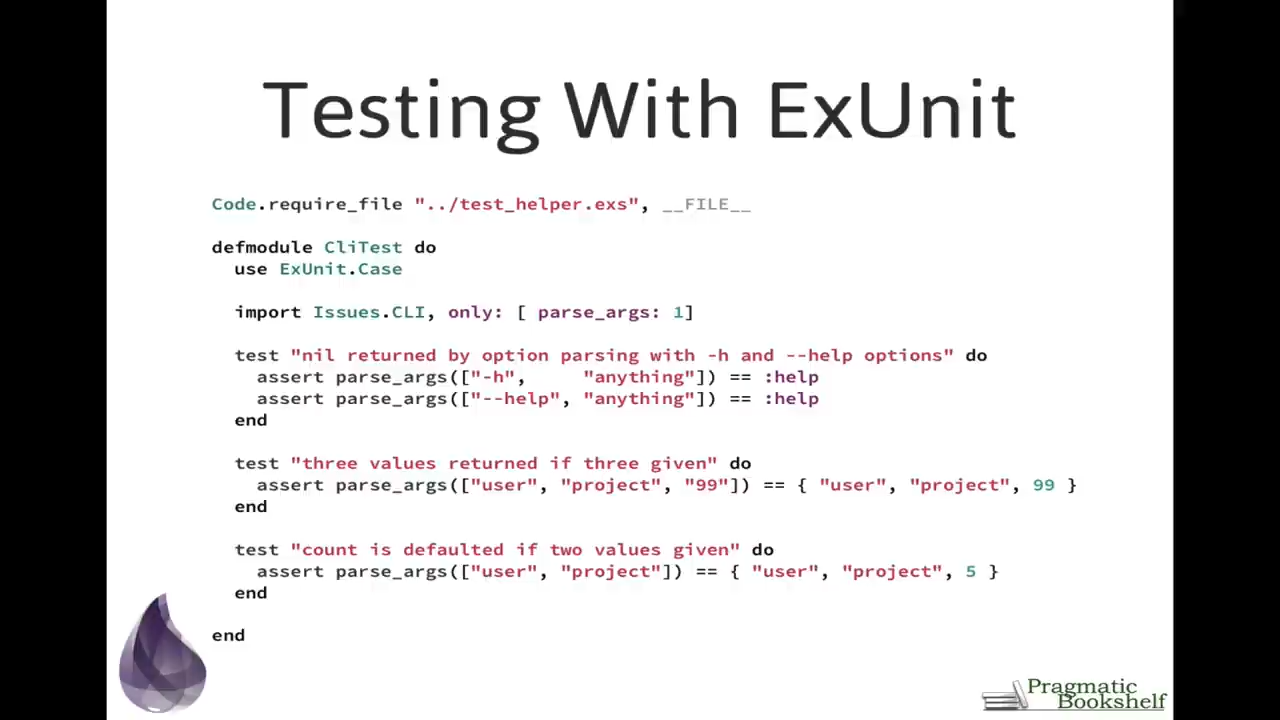 Testing With ExUnit
Code.require_file "../test_helper.exs", __FILE__
defmodule CliTest do
  use ExUnit.Case
  import Issues.CLI, only: [ parse_args: 1]
  test "nil returned by option parsing with -h and --help options" do
    assert parse_args(["-h",     "anything"]) == :help
    assert parse_args(["--help", "anything"]) == :help
  end
  test "three values returned if three given" do
    assert parse_args(["user", "project", "99"]) == { "user", "project", 99 }
  end
  test "count is defaulted if two values given" do
    assert parse_args(["user", "project"]) == { "user", "project", 5 }
  end
end
Pragmatic
Bookshelf